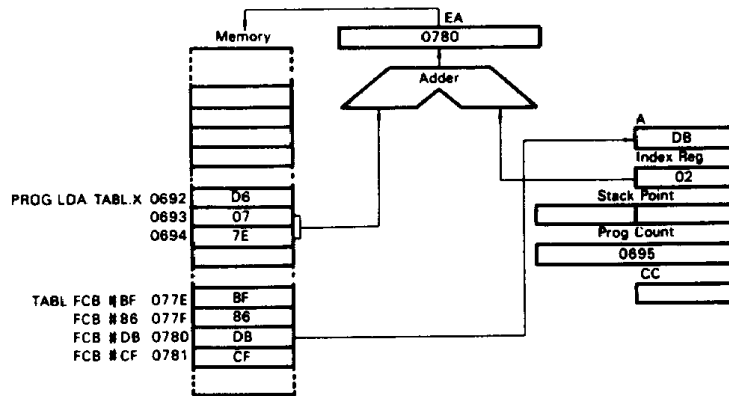 EA
Memory
0780
Adder
A
DB
Index Reg
02
Stack Point
Prog Count
0695
CC
PROG LDA TABL.X 0692 D6
0693 07
0694 7E
TABL FCB #BF 077E BF
FCB #86 077F 86
FCB #DB 0780 DB
FCB #CF 0781 CF